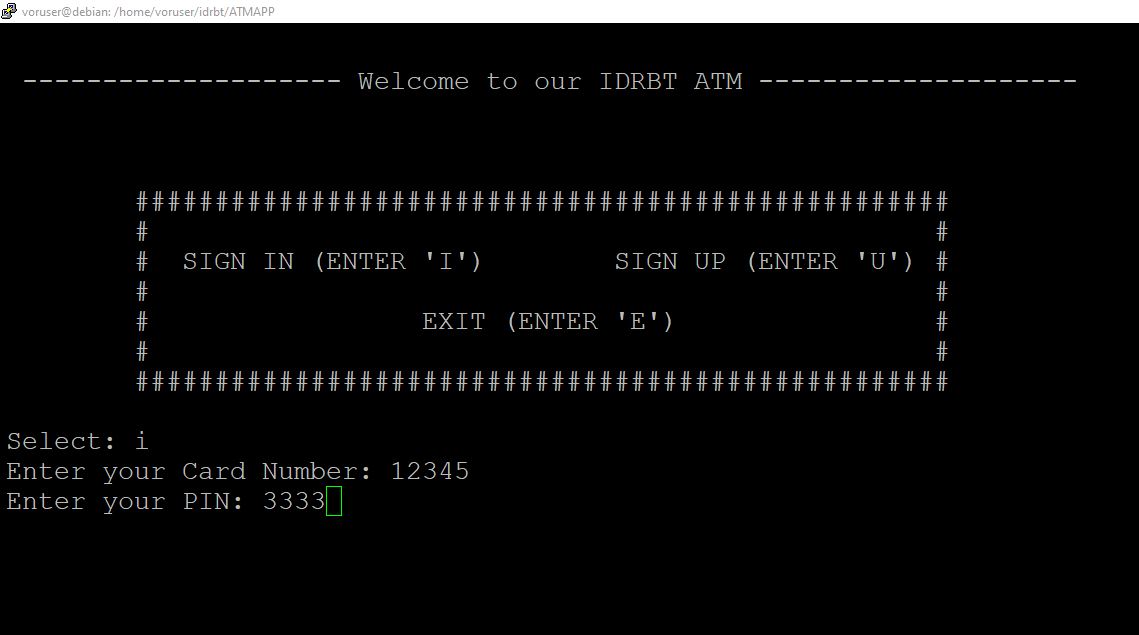 voruser@debian: /home/voruser/idrbt/ATMAPP
-------------------- Welcome to our IDRBT ATM --------------------
###################################################
# #
# SIGN IN (ENTER 'I') SIGN UP (ENTER 'U') #
# #
# EXIT (ENTER 'E') #
# #
###################################################
Select: i
Enter your Card Number: 12345
Enter your PIN: 3333